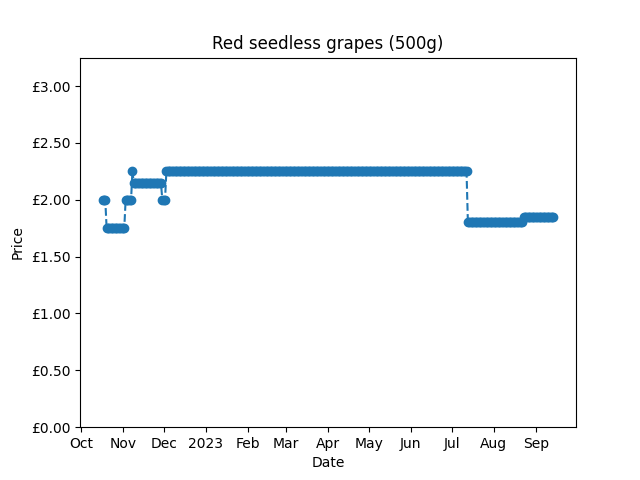 Red seedless grapes (500g)
£3.00
£2.50
£2.00
£1.50
£1.00
£0.50
£0.00
Price
Oct Nov Dec 2023 Feb Mar Apr May Jun Jul Aug Sep
Date